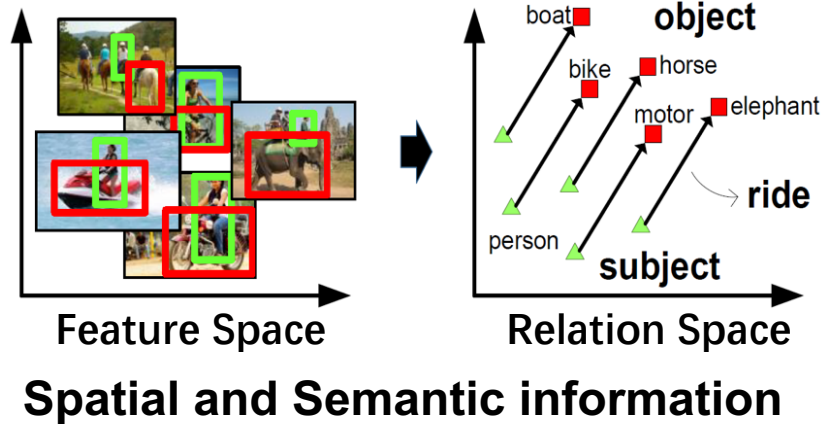 boat
object
bike
horse
motor
elephant
ride
person
subject
Feature Space
Relation Space
Spatial and Semantic information